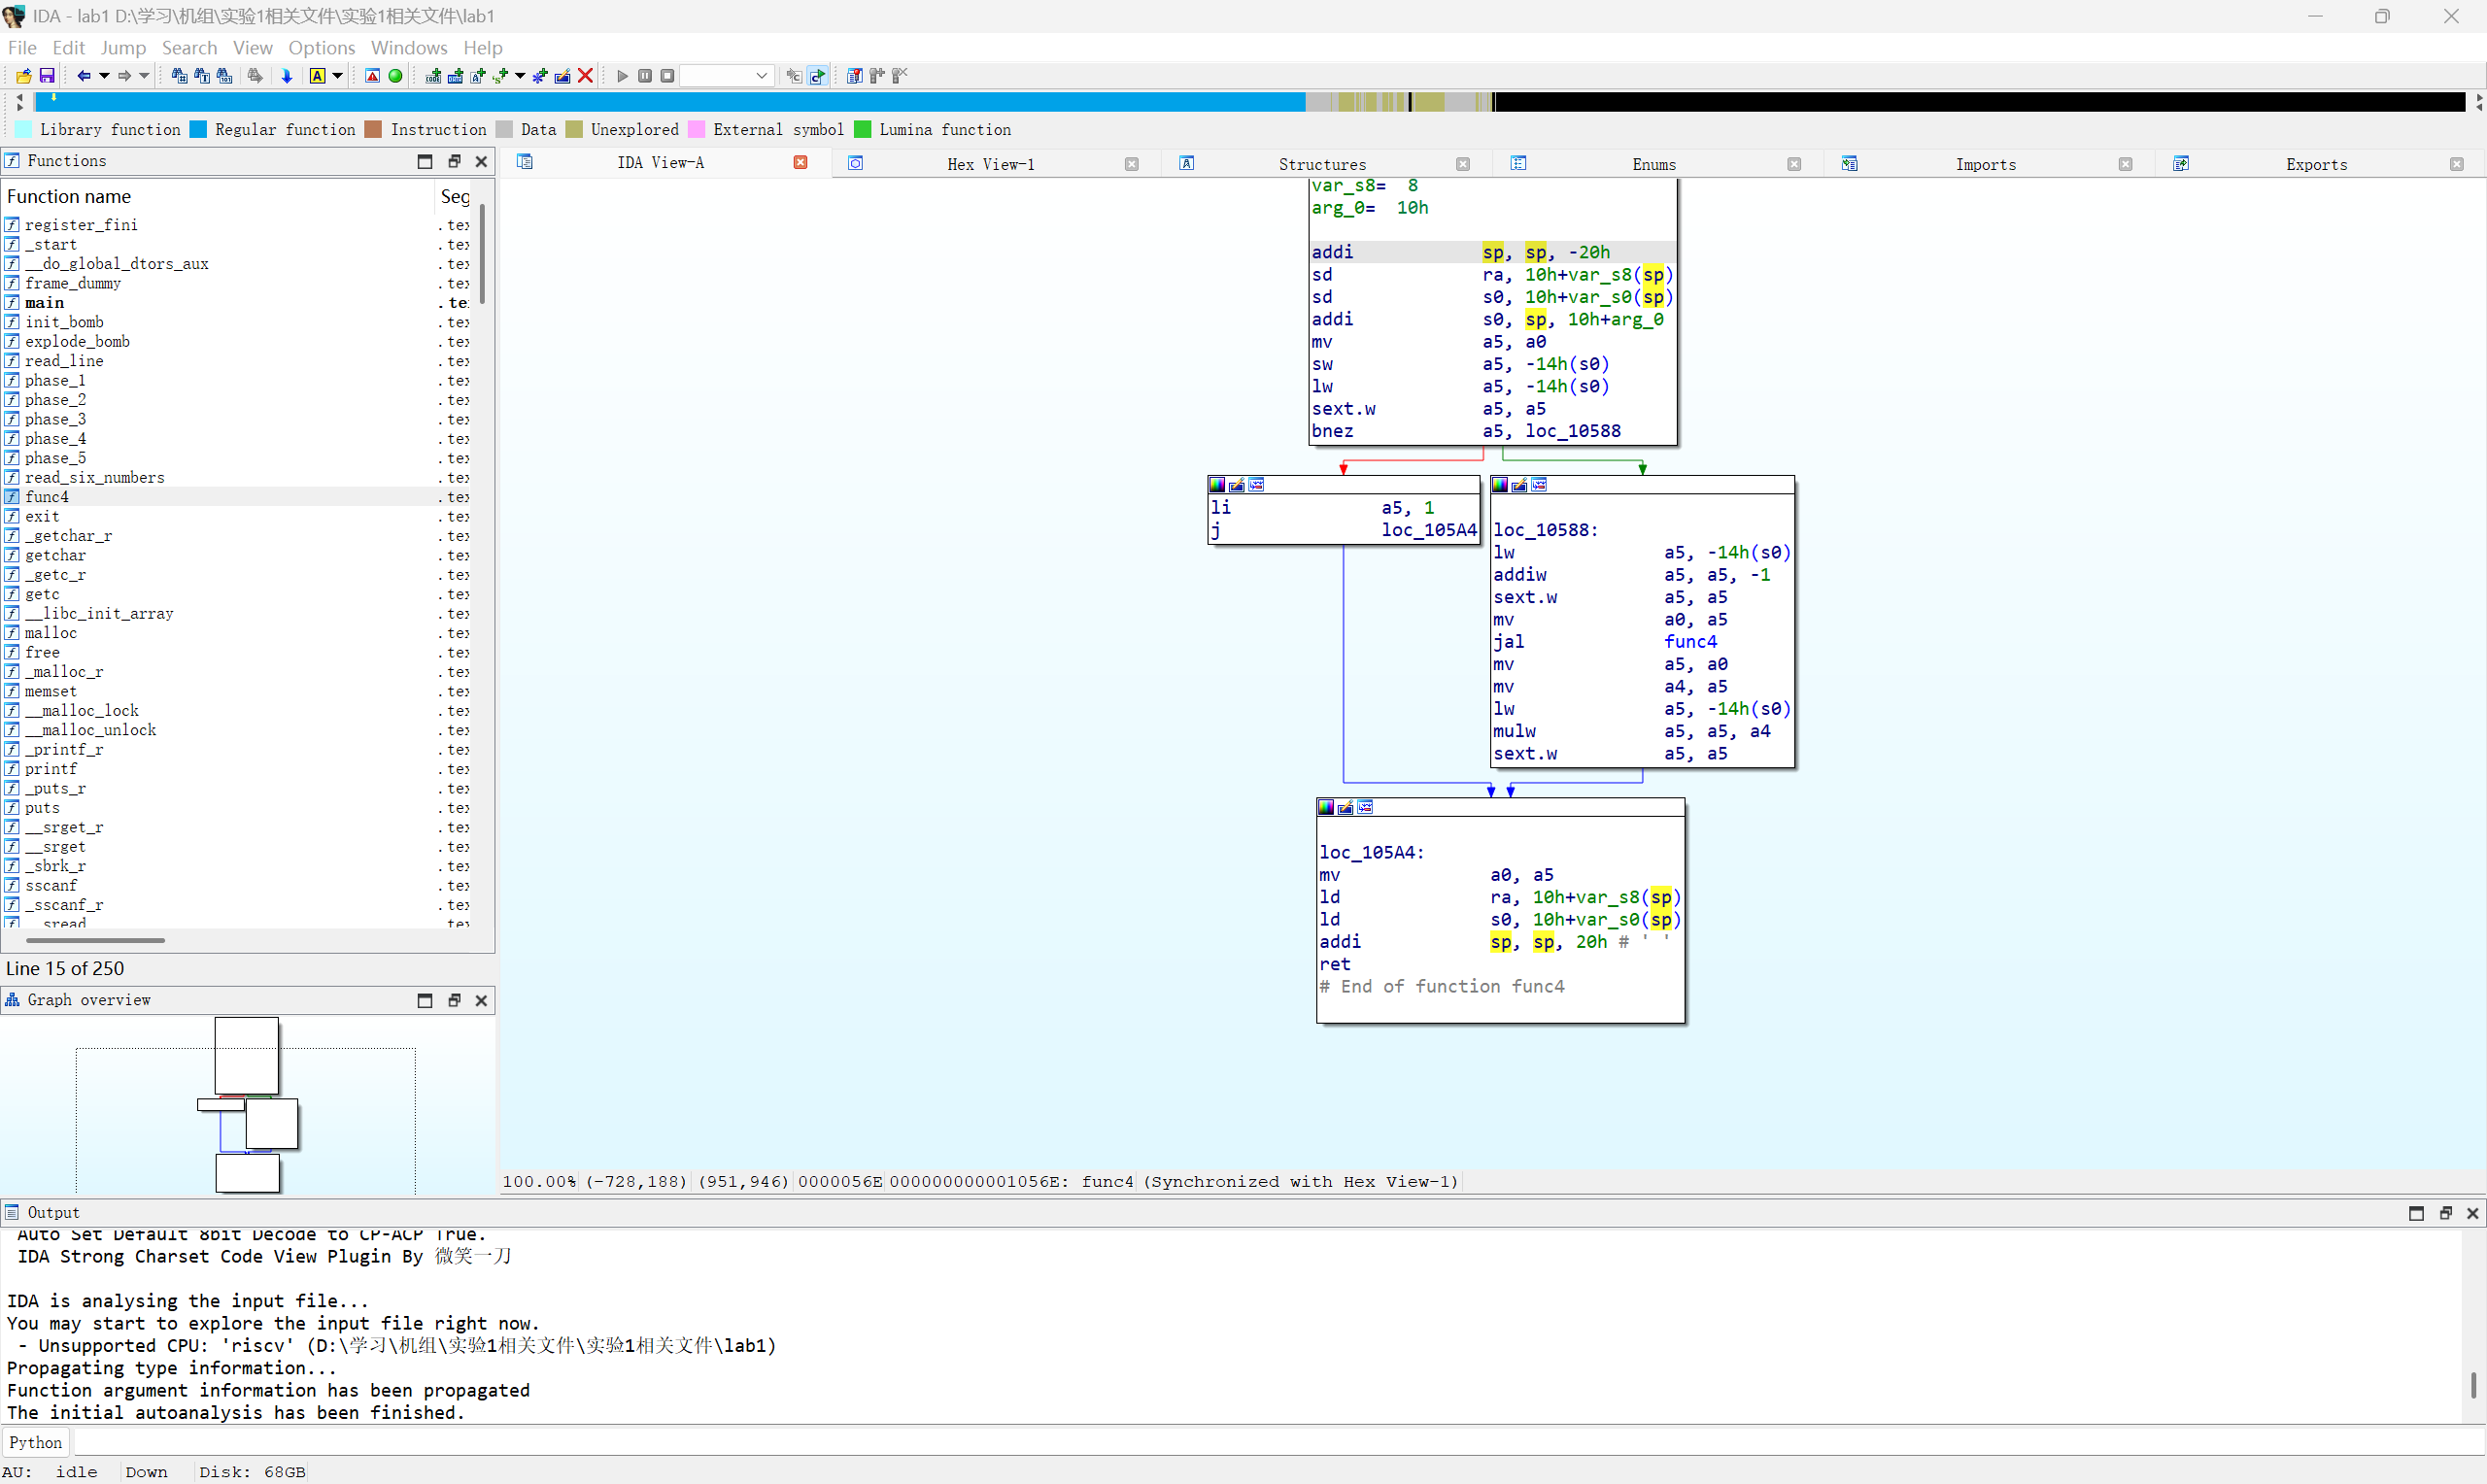 IDA - lab1 D:\学习\机组\实验1相关文件\实验1相关文件\lab1
File Edit Jump Search View Options Windows Help
Library function Regular function Instruction Data Unexplored External symbol Lumina function
Functions
IDA View-A
Hex View-1
Structures
Enums
Imports
Exports
Function name Seg
register_fini .tex
_start .tex
__do_global_dtors_aux .tex
frame_dummy .tex
main .te
init_bomb .tex
explode_bomb .tex
read_line .tex
phase_1 .tex
phase_2 .tex
phase_3 .tex
phase_4 .tex
phase_5 .tex
read_six_numbers .tex
func4 .tex
exit .tex
_getchar_r .tex
getchar .tex
_getc_r .tex
getc .tex
__libc_init_array .tex
malloc .tex
free .tex
_malloc_r .tex
memset .tex
__malloc_lock .tex
__malloc_unlock .tex
_printf_r .tex
printf .tex
_puts_r .tex
puts .tex
__srget_r .tex
__srget .tex
_sbrk_r .tex
sscanf .tex
_sscanf_r .tex
__sread .tex
Line 15 of 250
Graph overview
var_s8= 8
arg_0= 10h
addi sp, sp, -20h
sd ra, 10h+var_s8(sp)
sd s0, 10h+var_s0(sp)
addi s0, sp, 10h+arg_0
mv a5, a0
sw a5, -14h(s0)
lw a5, -14h(s0)
sext.w a5, a5
bnez a5, loc_10588
li a5, 1
j loc_105A4
loc_10588:
lw a5, -14h(s0)
addiw a5, a5, -1
sext.w a5, a5
mv a0, a5
jal func4
mv a5, a0
mv a4, a5
lw a5, -14h(s0)
mulw a5, a5, a4
sext.w a5, a5
loc_105A4:
mv a0, a5
ld ra, 10h+var_s8(sp)
ld s0, 10h+var_s0(sp)
addi sp, sp, 20h # ' '
ret
# End of function func4
100.00% (-728,188) (951,946) 0000056E 000000000001056E: func4 (Synchronized with Hex View-1)
Output
Auto Set Default 8bit Decode to CP-ACP True.
IDA Strong Charset Code View Plugin By 微笑一刀
IDA is analysing the input file...
You may start to explore the input file right now.
- Unsupported CPU: 'riscv' (D:\学习\机组\实验1相关文件\实验1相关文件\lab1)
Propagating type information...
Function argument information has been propagated
The initial autoanalysis has been finished.
Python
AU: idle Down Disk: 68GB